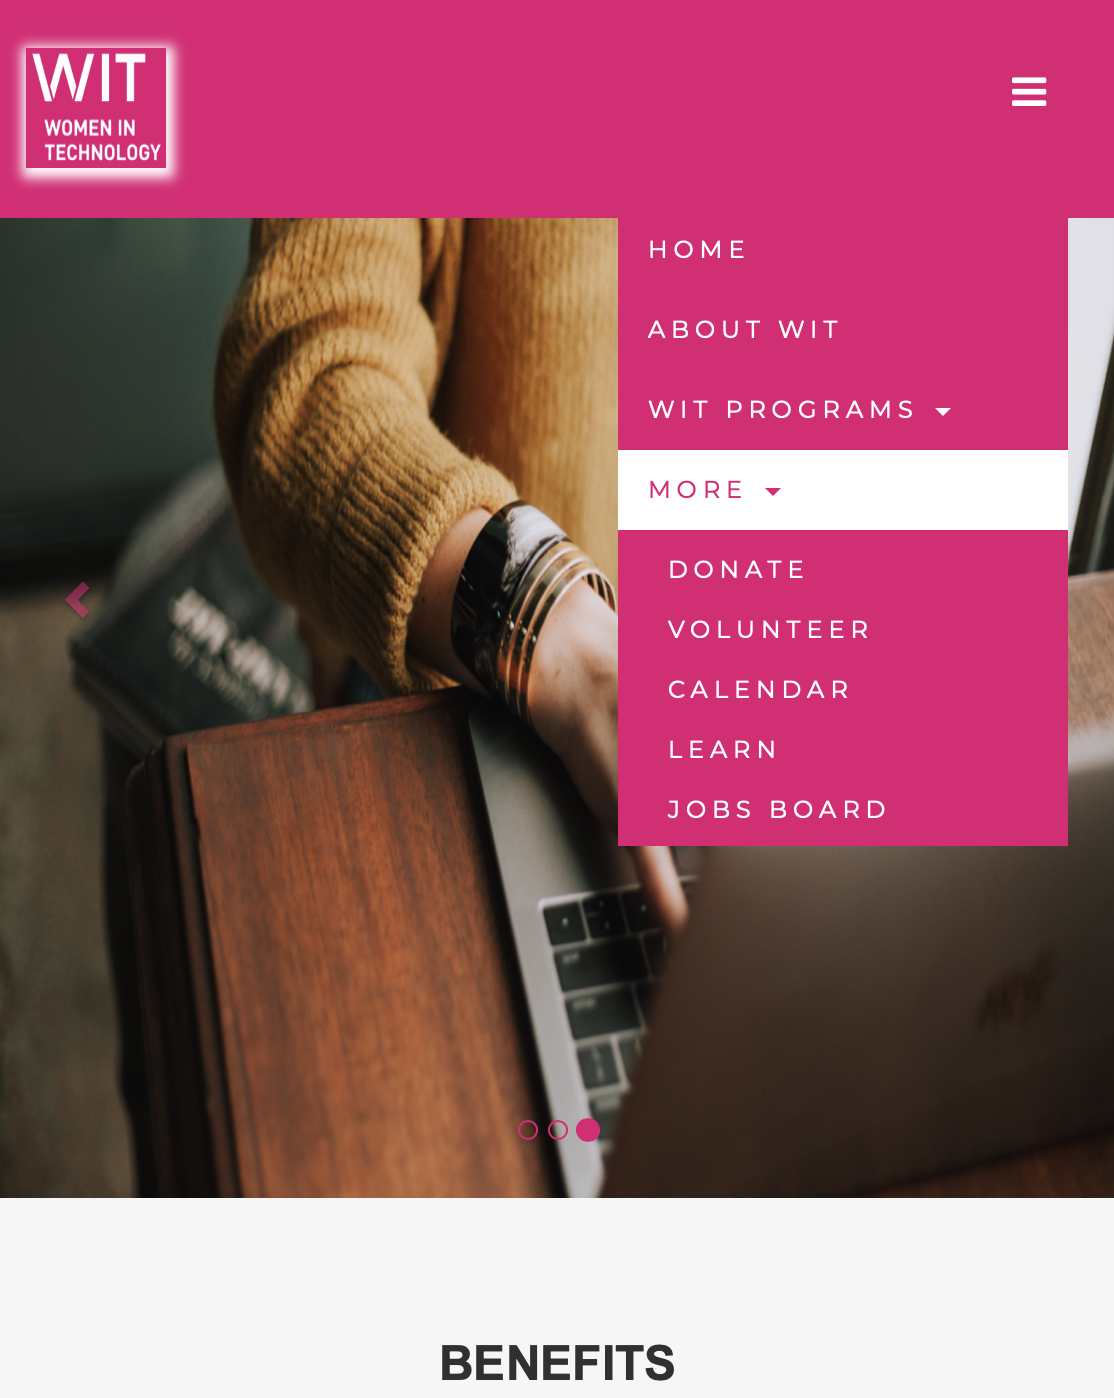 WIT
WOMEN IN
TECHNOLOGY
HOME
ABOUT WIT
WIT PROGRAMS
MORE
DONATE
VOLUNTEER
CALENDAR
LEARN
JOBS BOARD
BENEFITS